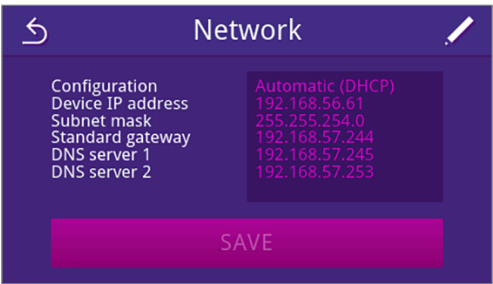 Network
Configuration Automatic (DHCP)
Device IP address 192.168.56.61
Subnet mask 255.255.254.0
Standard gateway 192.168.57.244
DNS server 1 192.168.57.245
DNS server 2 192.168.57.253
SAVE